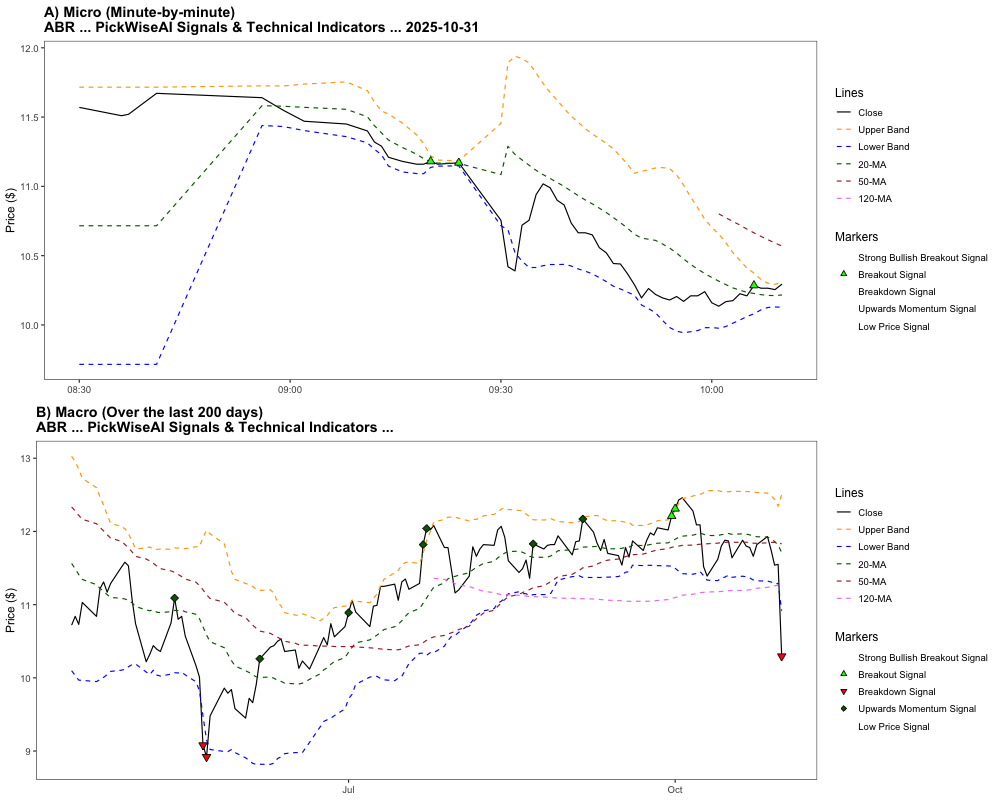 A) Micro (Minute-by-minute)
ABR ... PickWiseAI Signals & Technical Indicators ... 2025-10-31
12.0
11.5
11.0
10.5
10.0
Price ($)
08:30
09:00
09:30
10:00
Lines
Close
Upper Band
Lower Band
20-MA
50-MA
120-MA
Markers
Strong Bullish Breakout Signal
Breakout Signal
Breakdown Signal
Upwards Momentum Signal
Low Price Signal
B) Macro (Over the last 200 days)
ABR ... PickWiseAI Signals & Technical Indicators ...
13
12
11
10
9
Price ($)
Jul
Oct
Lines
Close
Upper Band
Lower Band
20-MA
50-MA
120-MA
Markers
Strong Bullish Breakout Signal
Breakout Signal
Breakdown Signal
Upwards Momentum Signal
Low Price Signal